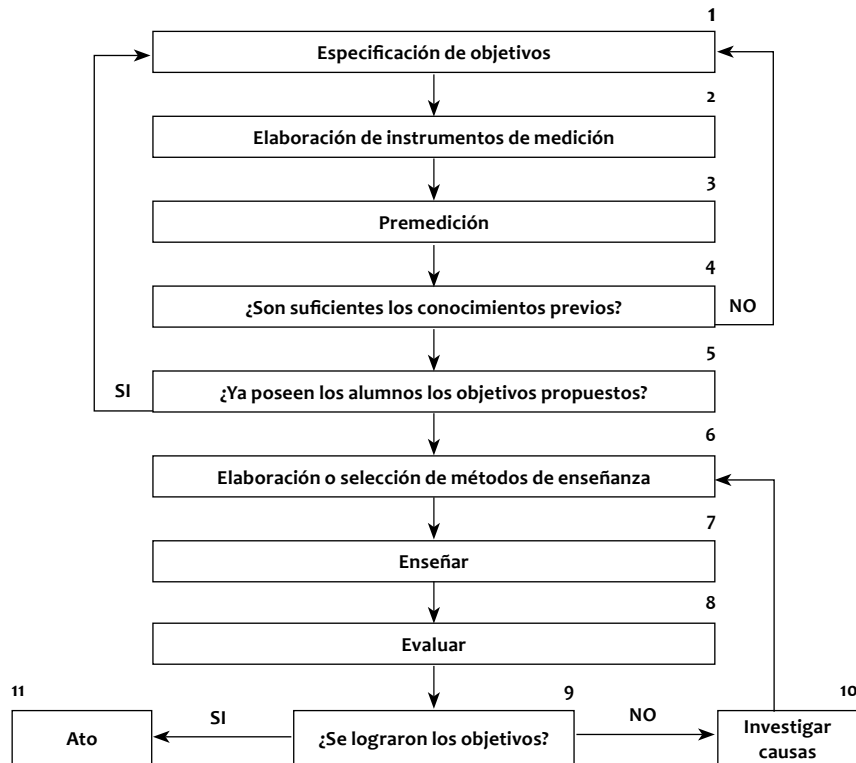 1
Especificación de objetivos
2
Elaboración de instrumentos de medición
3
Premedición
4
¿Son suficientes los conocimientos previos?
NO
5
SI
¿Ya poseen los alumnos los objetivos propuestos?
6
Elaboración o selección de métodos de enseñanza
7
Enseñar
8
Evaluar
11
9
10
Ato
SI
¿Se lograron los objetivos?
NO
Investigar
causas